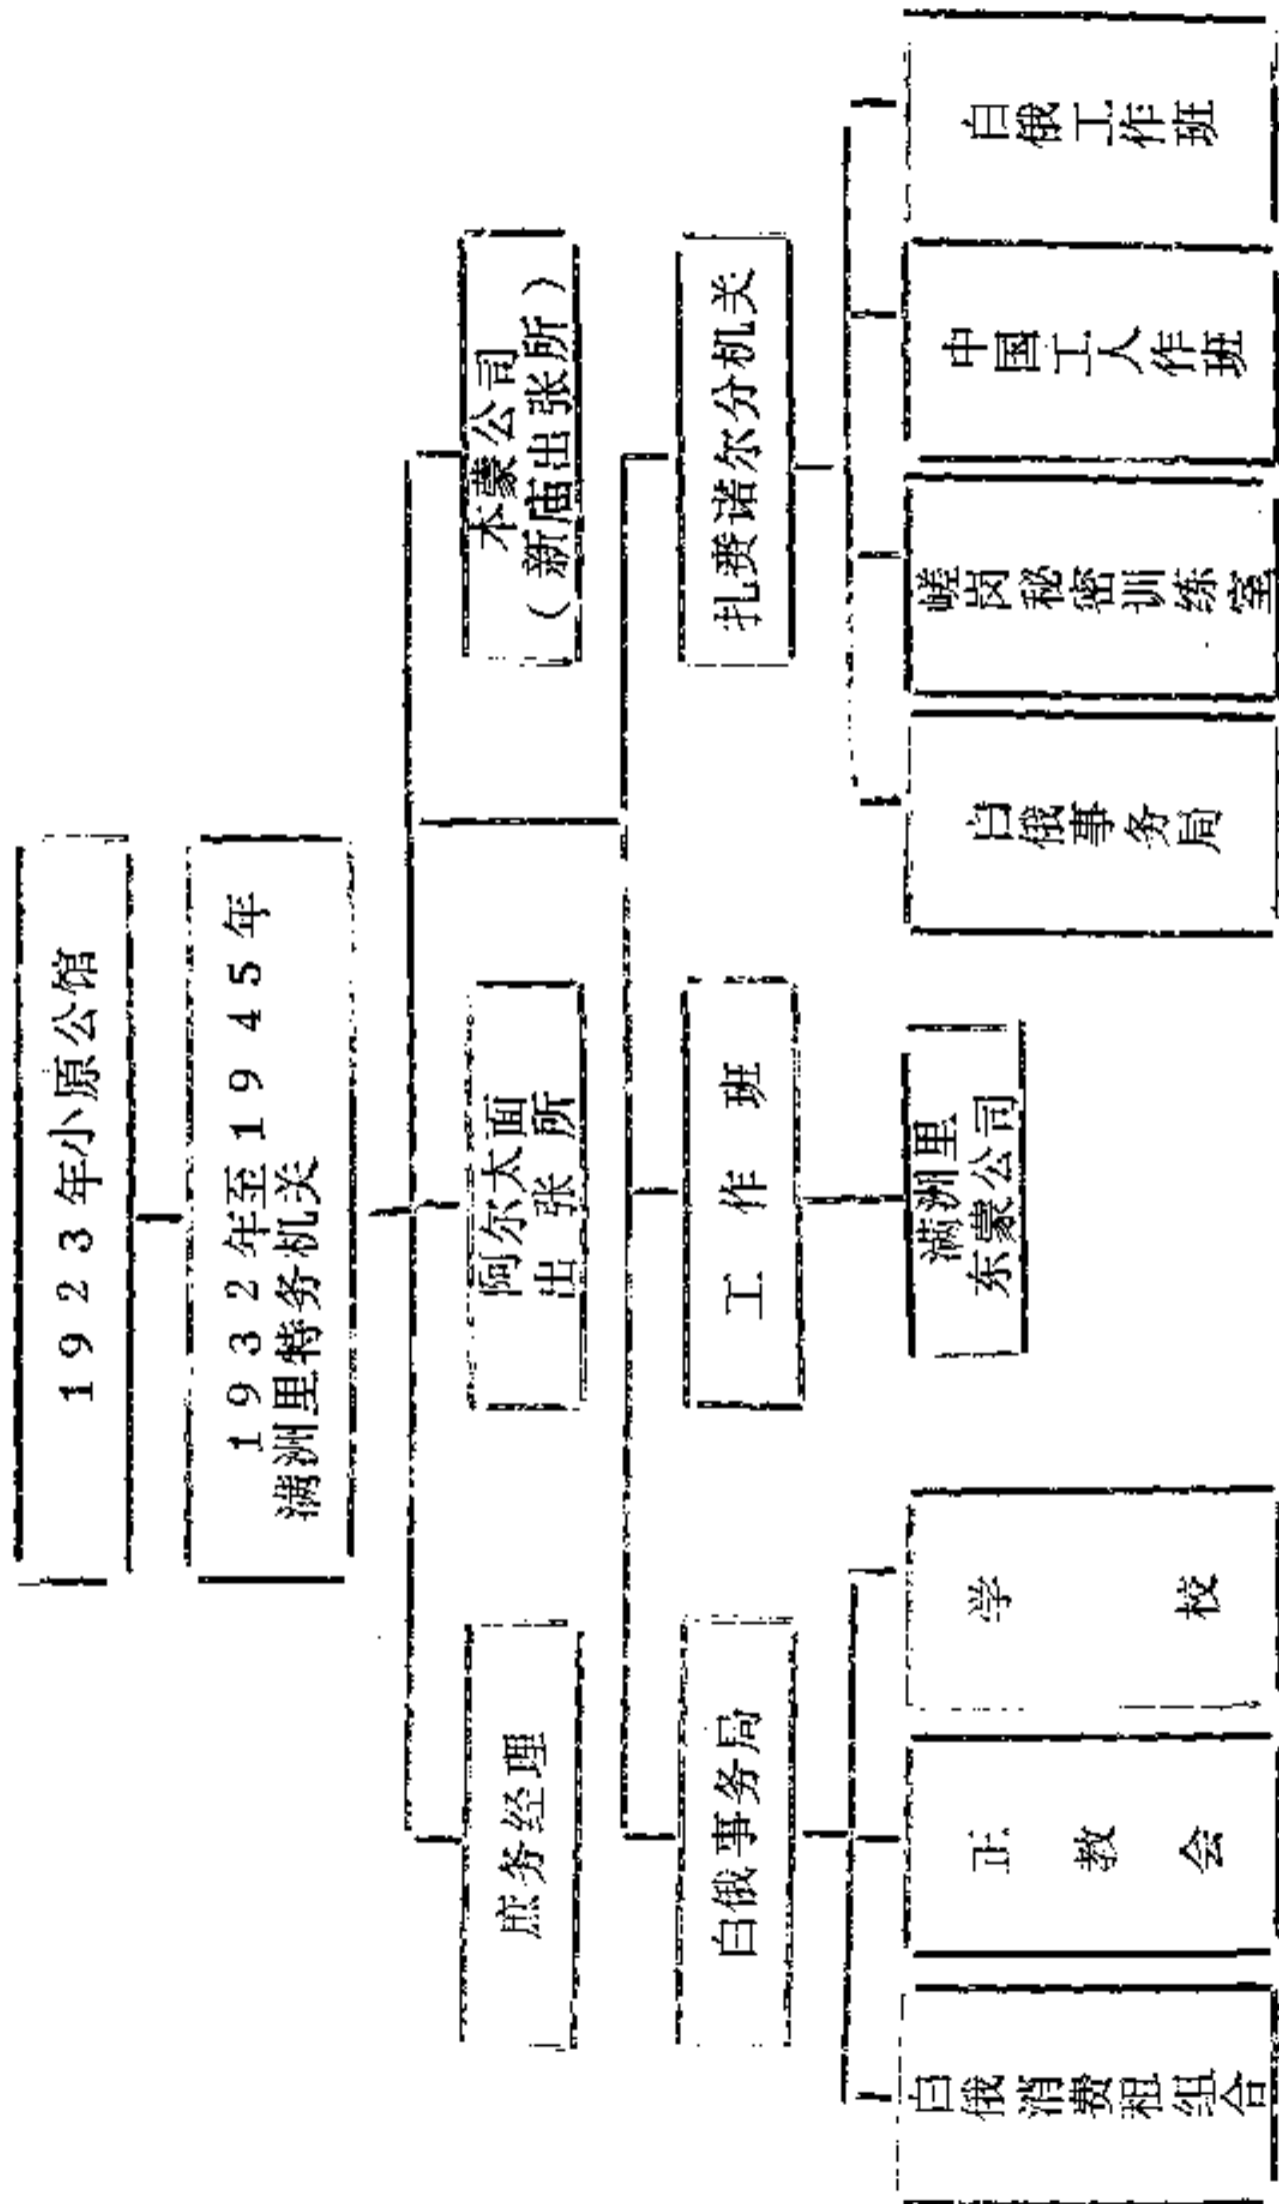 1923年小原公馆
1932年至1945年
满洲里特务机关
庶务经理
阿尔太面
出张所
东蒙公司
（新庙出张所）
白俄事务局
工作班
扎赉诺尔分机关
白俄消费租组合
正教会
学校
满洲里
东蒙公司
白俄事务局
嵯岗秘密训练室
中国工人作班
白俄工作班